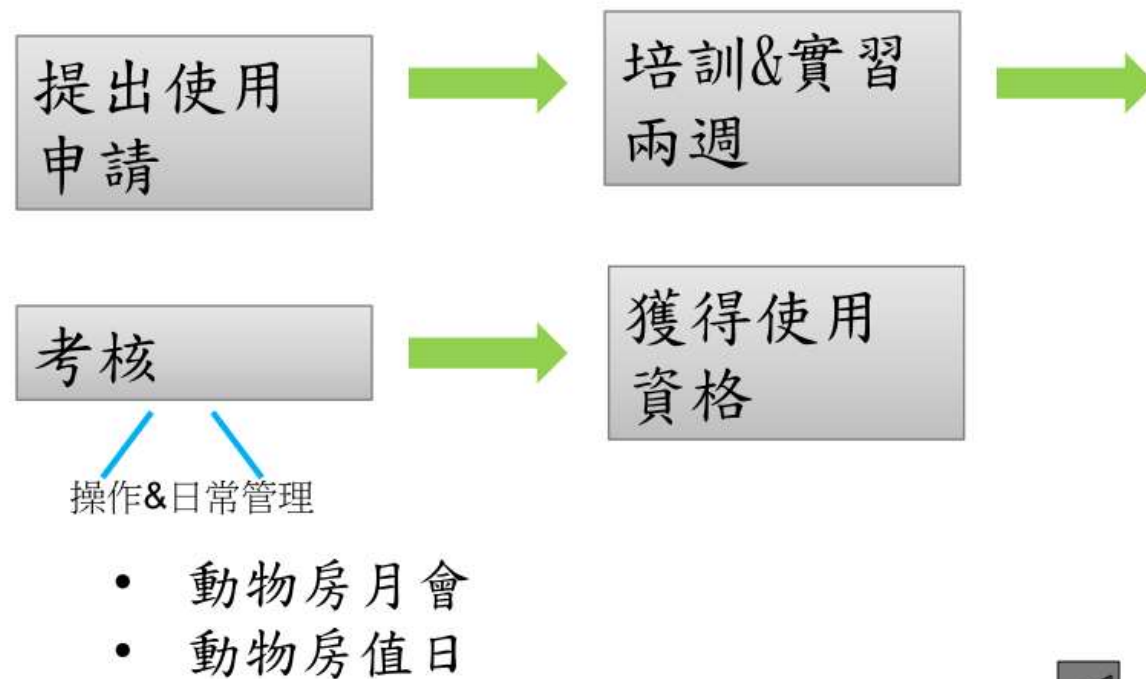 提出使用
申請
培訓&實習
兩週
考核
獲得使用
資格
操作&日常管理
• 動物房月會
• 動物房值日